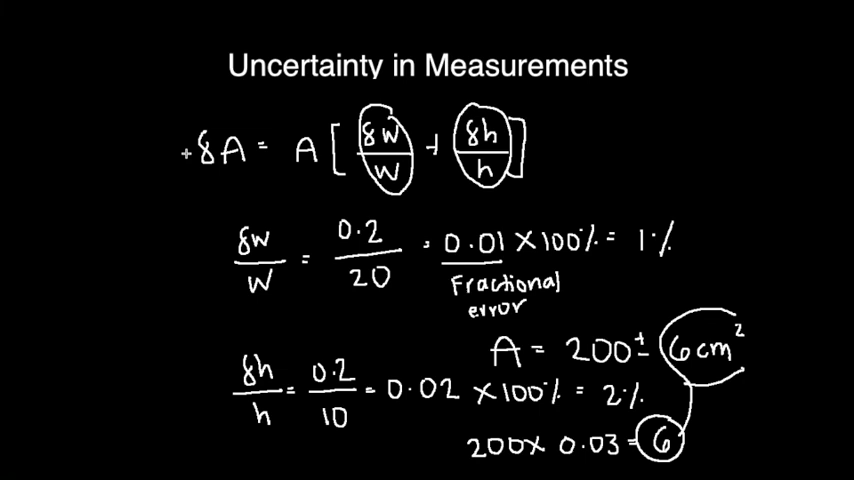 Uncertainty in Measurements
+δA = A [ δw/w + δh/h ]
δw/w = 0.2/20 = 0.01 × 100% = 1%
Fractional
error
A = 200 ± 6cm²
δh/h = 0.2/10 = 0.02 × 100% = 2%
200 × 0.03 = 6